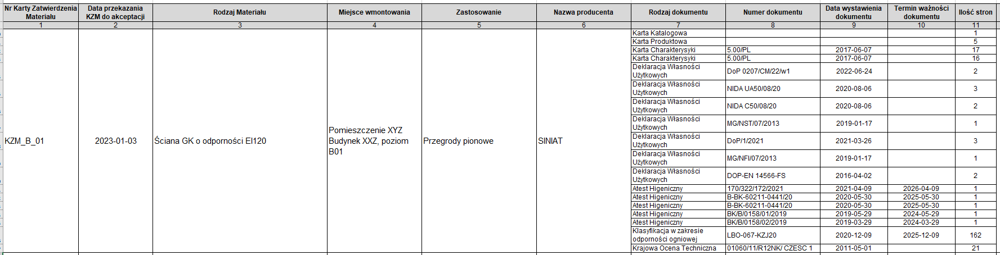 Nr Karty Zatwierdzenia Materiału	Data przekazania KZM do akceptacji	Rodzaj Materiału	Miejsce wmontowania	Zastosowanie	Nazwa producenta	Rodzaj dokumentu	Numer dokumentu	Data wystawienia dokumentu	Termin ważności dokumentu	Ilość stron
1	2	3	4	5	6	7	8	9	10	11
Karta Katalogowa	1
Karta Produktowa	5
Karta Charakterysyki	5.00/PL	2017-06-07	17
Karta Charakterysyki	5.00/PL	2017-06-07	16
Deklaracja Własności
Użytkowych	DoP 0207/CM/22/w1	2022-06-24	2
Deklaracja Własności
Użytkowych	NIDA UA50/08/20	2020-08-06	3
Deklaracja Własności
Użytkowych	NIDA C50/08/20	2020-08-06	2
Deklaracja Własności
Użytkowych	MG/NST/07/2013	2019-01-17	1
KZM_B_01	2023-01-03	Ściana GK o odporności EI120	Pomieszczenie XYZ
Budynek XXZ, poziom
B01	Przegrody pionowe	SINIAT
Deklaracja Własności
Użytkowych	DoP/1/2021	2021-03-26	3
Deklaracja Własności
Użytkowych	MG/NFI/07/2013	2019-01-17	1
Deklaracja Własności
Użytkowych	DOP-EN 14566-FS	2016-04-02	2
Atest Higeniczny	170/322/172/2021	2021-04-09	2026-04-09	1
Atest Higeniczny	B-BK-60211-0441/20	2020-05-30	2025-05-30	1
Atest Higeniczny	B-BK-60211-0441/20	2020-05-30	2025-05-30	1
Atest Higeniczny	BK/B/0158/01/2019	2019-05-29	2024-05-29	1
Atest Higeniczny	BK/B/0158/02/2019	2019-03-29	2024-03-29	1
Klasyfikacja w zakresie
odporności ogniowej	LBO-067-KZJ20	2020-12-09	2025-12-09	162
Krajowa Ocena Techniczna	01060/11/R12NK/ CZESC 1	2011-05-01	21